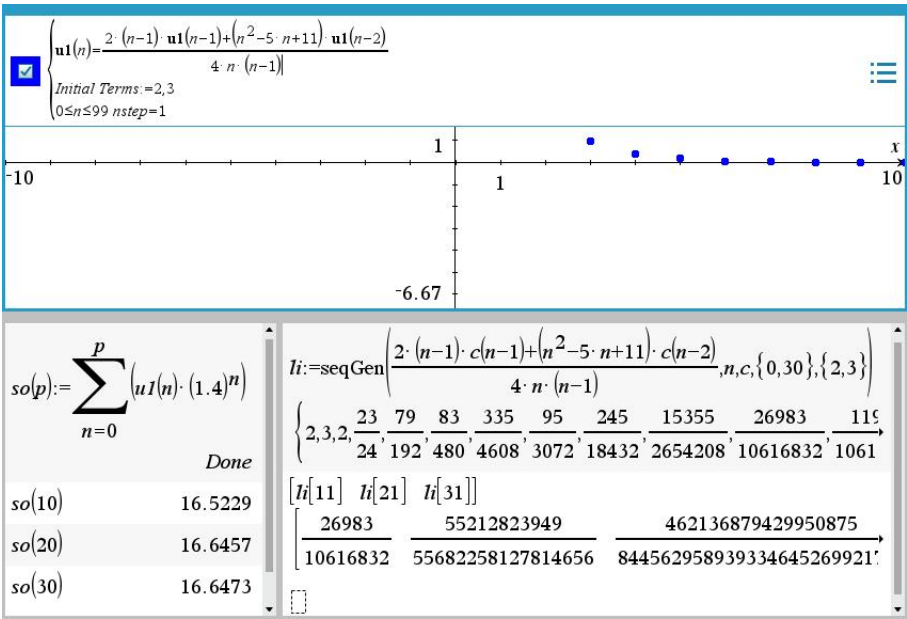 u1(n)=(2·(n−1)·u1(n−1)+(n²−5·n+11)·u1(n−2))/(4·n·(n−1)|
Initial Terms:=2,3
0≤n≤99 nstep=1
1 x
-10 1 10
-6.67
so(p):=∑(n=0, p)(u1(n)·(1.4)^n)
Done
so(10) 16.5229
so(20) 16.6457
so(30) 16.6473
li:=seqGen((2·(n−1)·c(n−1)+(n²−5·n+11)·c(n−2))/(4·n·(n−1)),n,c,{0,30},{2,3})
{2,3,2,23/24,79/192,83/480,335/4608,95/3072,245/18432,15355/2654208,26983/10616832,119/1061
[li[11] li[21] li[31]]
[26983/10616832 55212823949/55682258127814656 462136879429950875/8445629589393346452699217